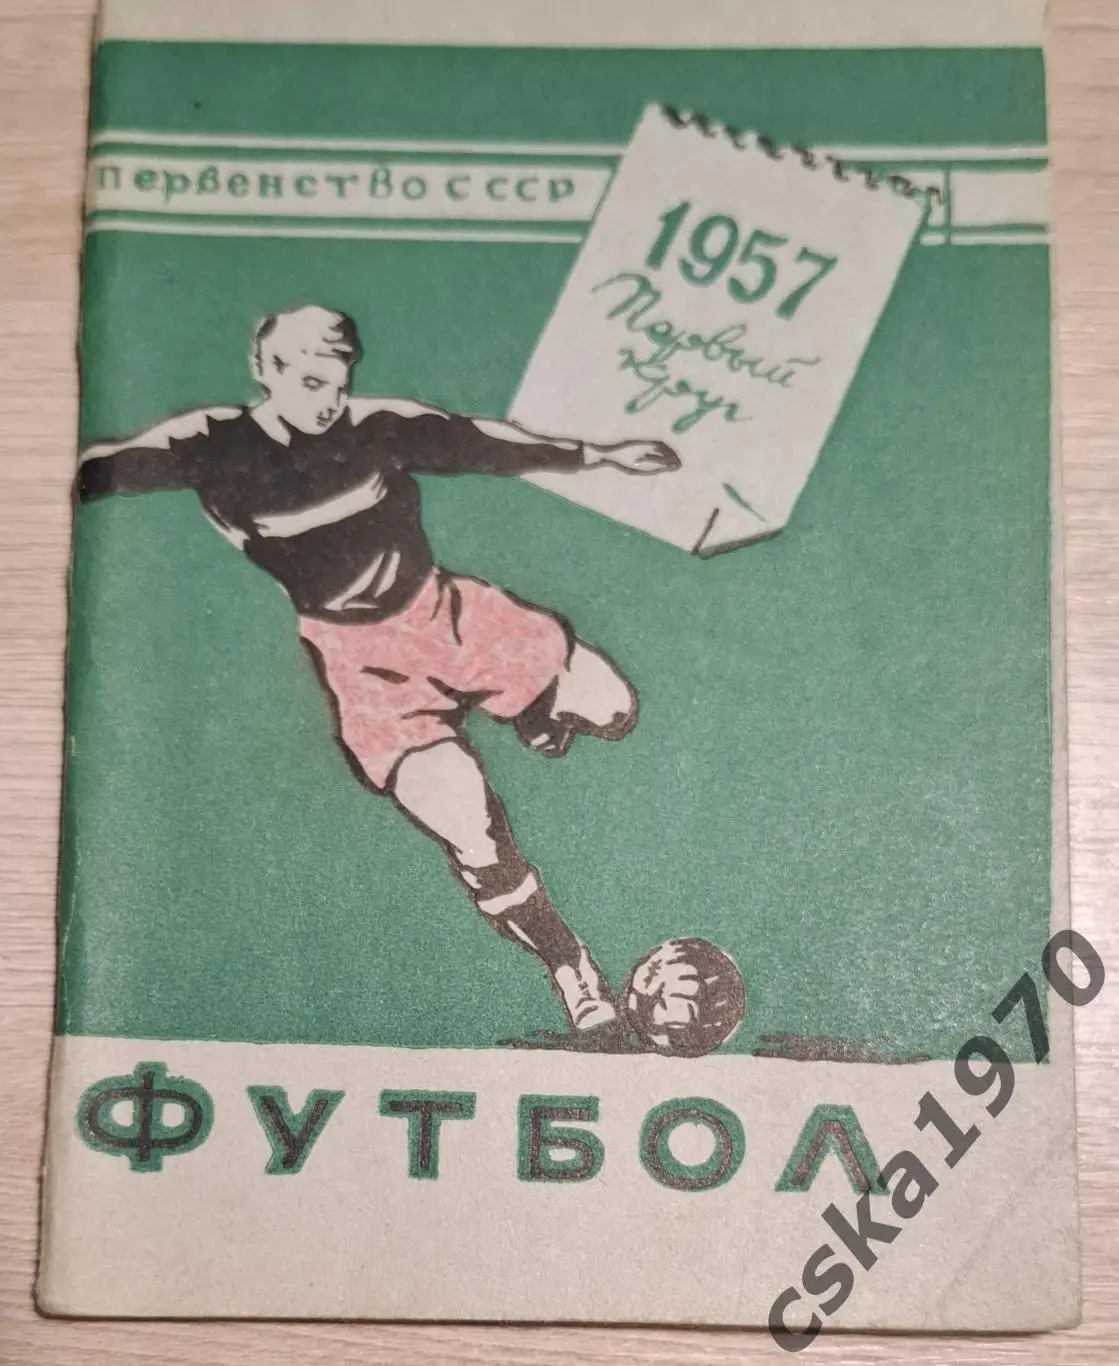 первенство СССР
1957
Первый
круг
ФУТБОЛ
cska1970